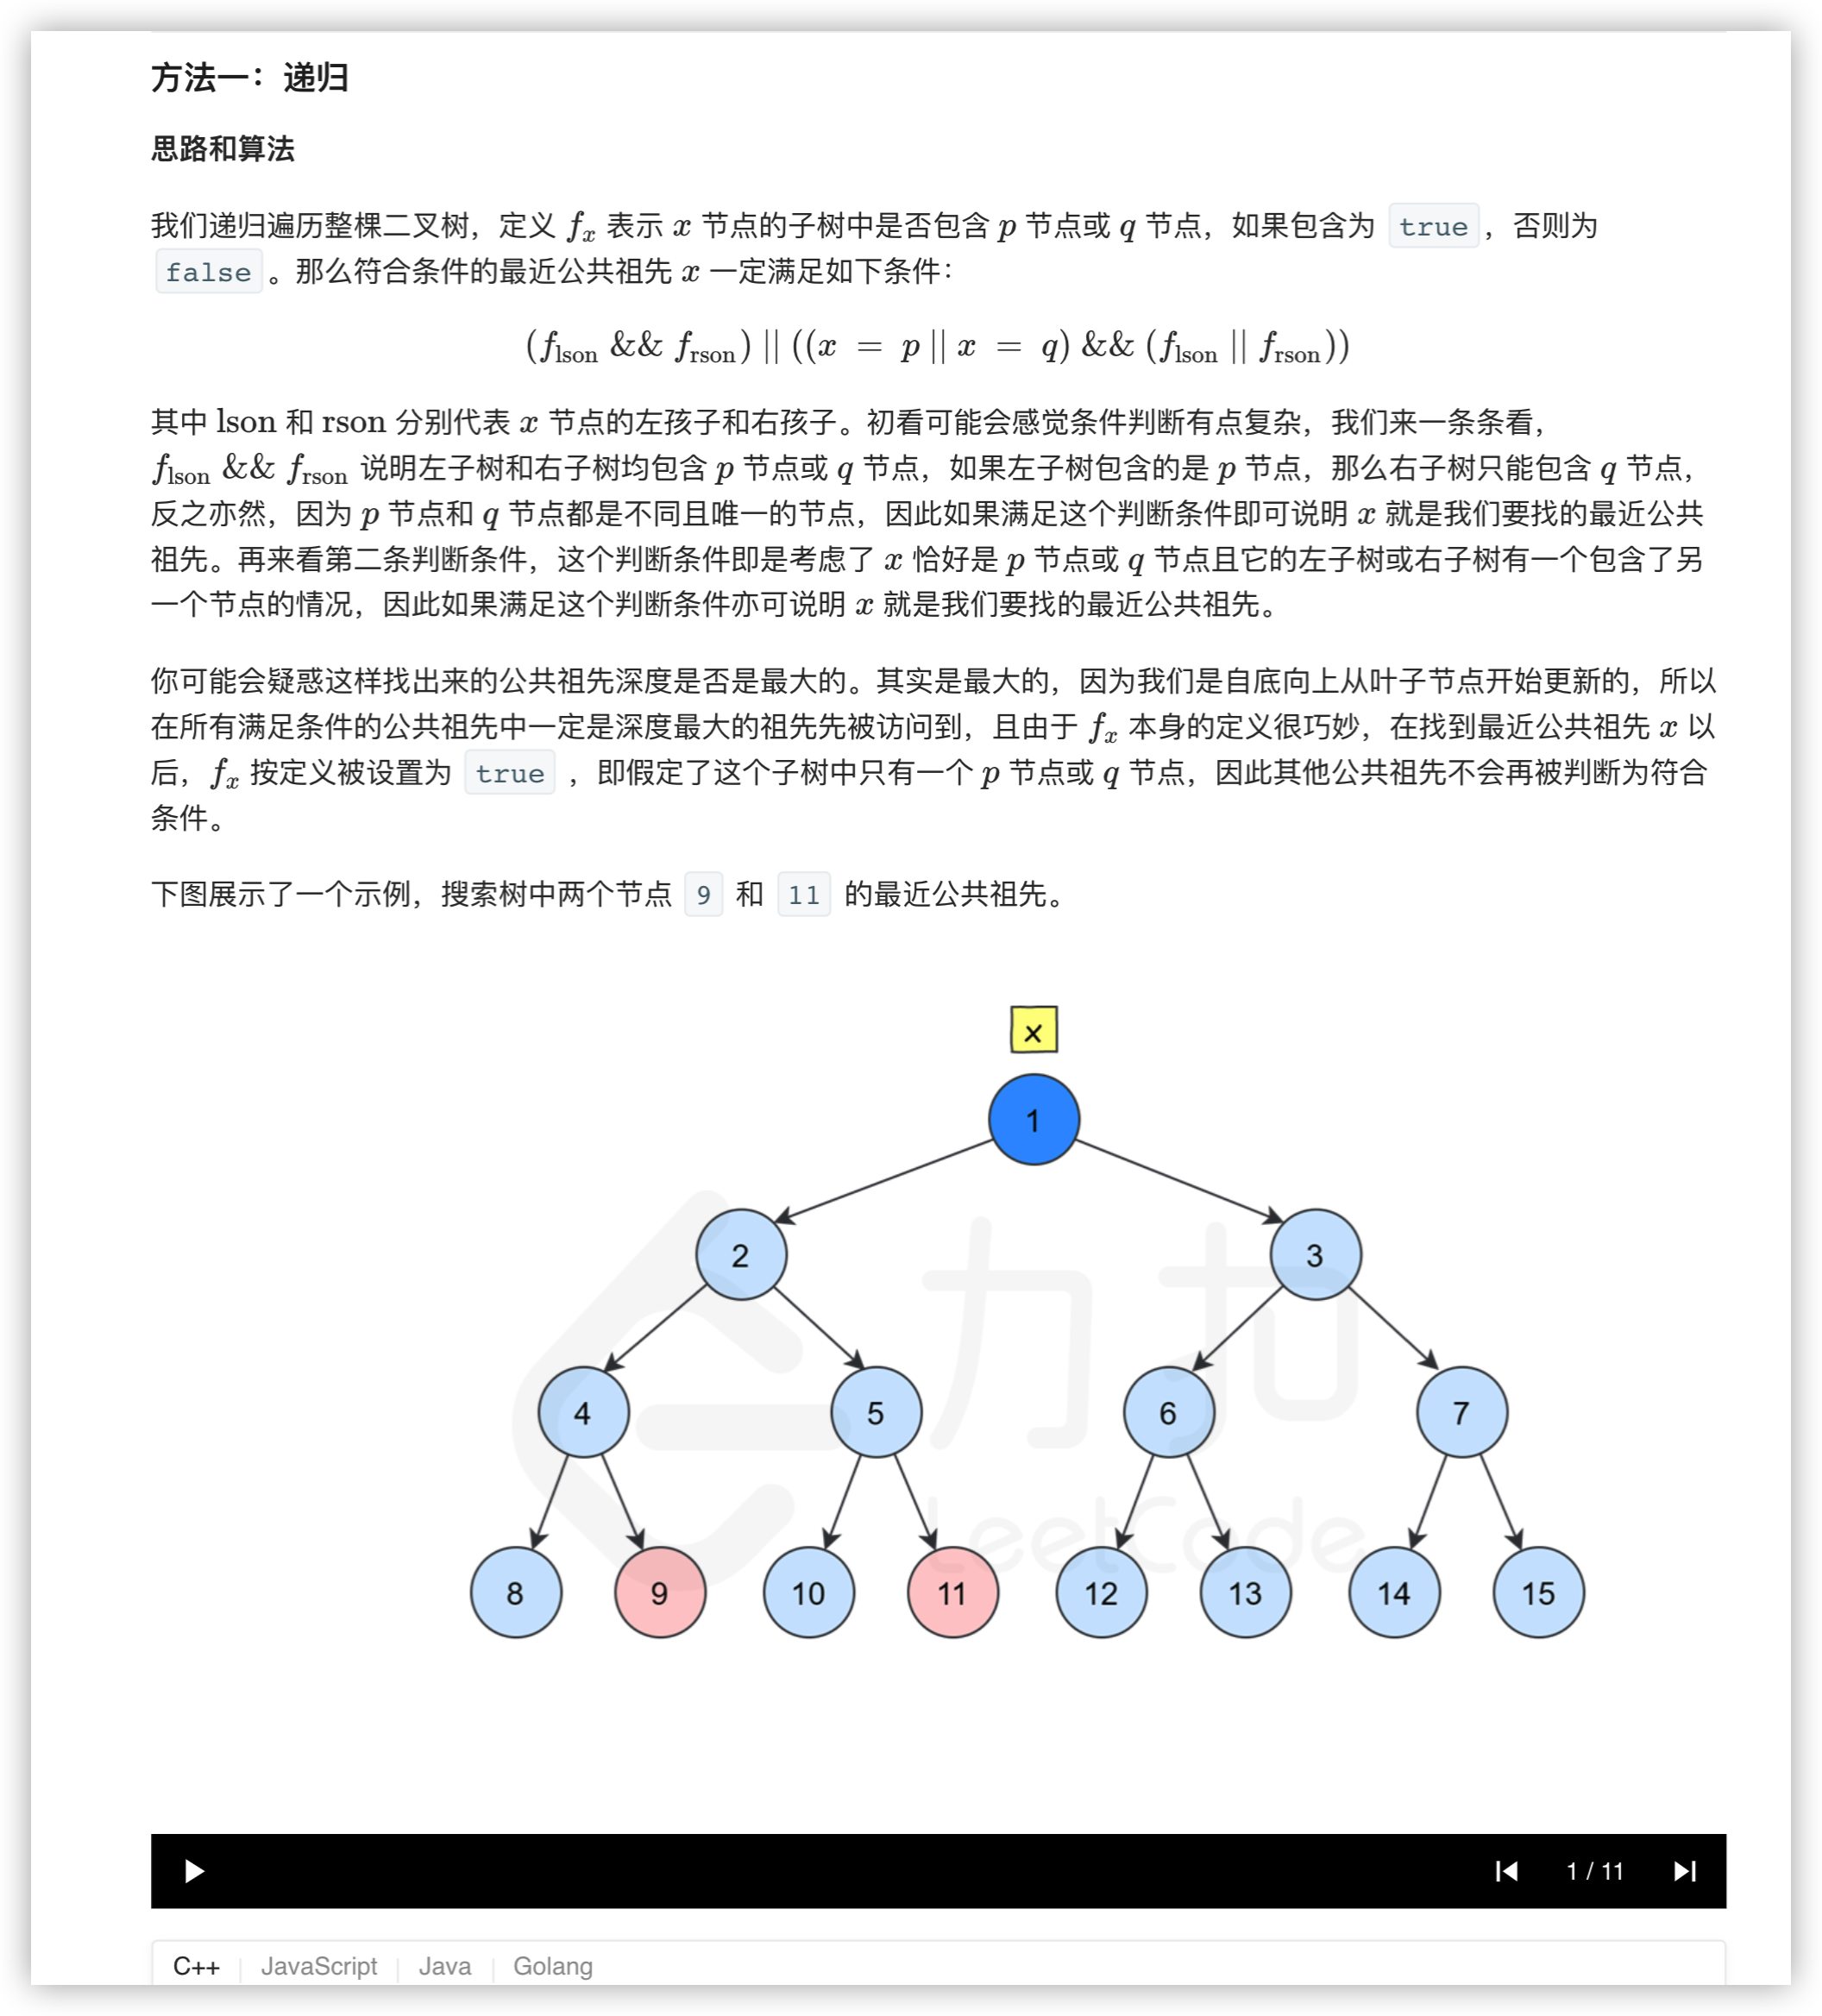 方法一：递归
思路和算法
我们递归遍历整棵二叉树，定义 fx 表示 x 节点的子树中是否包含 p 节点或 q 节点，如果包含为 true，否则为
false。那么符合条件的最近公共祖先 x 一定满足如下条件：
(flson && frson) || ((x = p || x = q) && (flson || frson))
其中 lson 和 rson 分别代表 x 节点的左孩子和右孩子。初看可能会感觉条件判断有点复杂，我们来一条条看，
flson && frson 说明左子树和右子树均包含 p 节点或 q 节点，如果左子树包含的是 p 节点，那么右子树只能包含 q 节点，
反之亦然，因为 p 节点和 q 节点都是不同且唯一的节点，因此如果满足这个判断条件即可说明 x 就是我们要找的最近公共
祖先。再来看第二条判断条件，这个判断条件即是考虑了 x 恰好是 p 节点或 q 节点且它的左子树或右子树有一个包含了另
一个节点的情况，因此如果满足这个判断条件亦可说明 x 就是我们要找的最近公共祖先。
你可能会疑惑这样找出来的公共祖先深度是否是最大的。其实是最大的，因为我们是自底向上从叶子节点开始更新的，所以
在所有满足条件的公共祖先中一定是深度最大的祖先先被访问到，且由于 fx 本身的定义很巧妙，在找到最近公共祖先 x 以
后，fx 按定义被设置为 true ，即假定了这个子树中只有一个 p 节点或 q 节点，因此其他公共祖先不会再被判断为符合
条件。
下图展示了一个示例，搜索树中两个节点 9 和 11 的最近公共祖先。
x
1
2 3
力扣
4 5 6 7
LeetCode
8 9 10 11 12 13 14 15
1 / 11
C++ JavaScript Java Golang